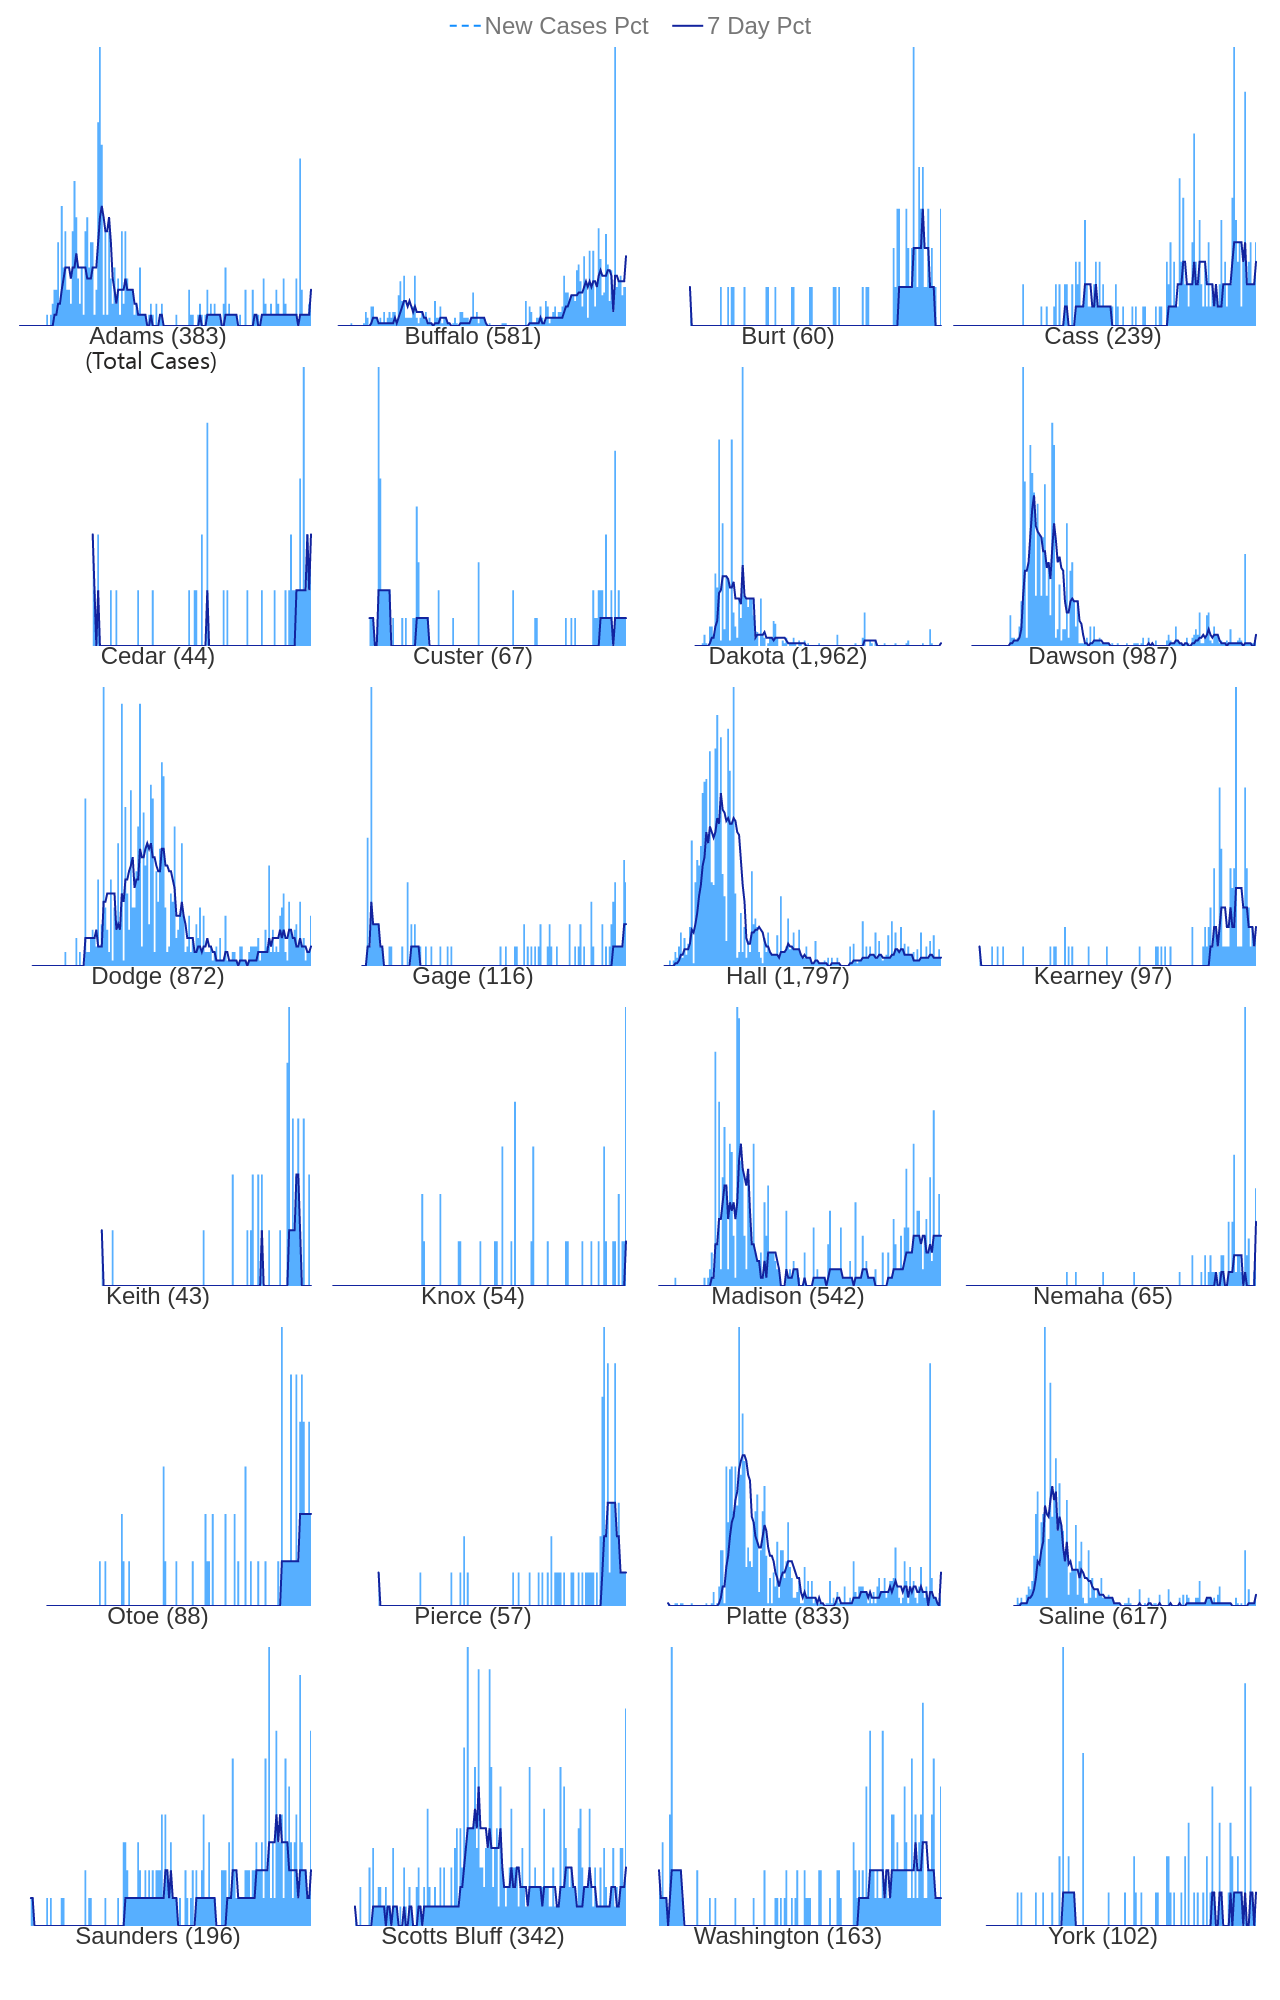 New Cases Pct 7 Day Pct
Adams (383) Buffalo (581) Burt (60) Cass (239)
(Total Cases)
Cedar (44) Custer (67) Dakota (1,962) Dawson (987)
Dodge (872) Gage (116) Hall (1,797) Kearney (97)
Keith (43) Knox (54) Madison (542) Nemaha (65)
Otoe (88) Pierce (57) Platte (833) Saline (617)
Saunders (196) Scotts Bluff (342) Washington (163) York (102)